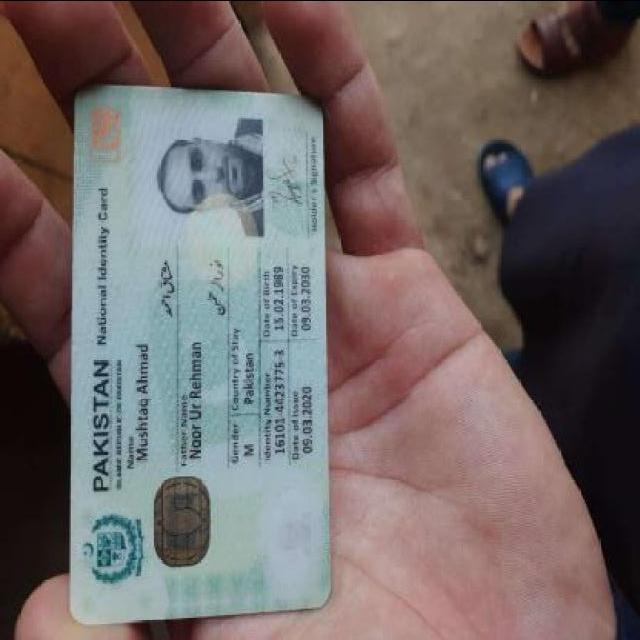 PAKISTAN National Identity Card
ISLAMIC REPUBLIC OF PAKISTAN
Name
Mushtaq Ahmad
مشتاق احمد
Father Name
Noor Ur Rehman
نور الرحمن
Gender Country of Stay
M Pakistan
Identity Number Date of Birth
16101-4423775-3 15.02.1989
Date of Issue Date of Expiry
09.03.2020 09.03.2030
Holder's Signature